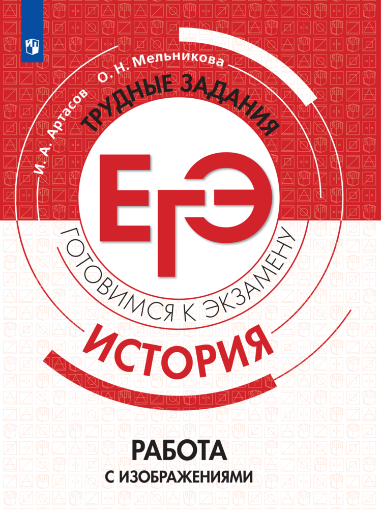 И. А. Артасов О. Н. Мельникова
ТРУДНЫЕ ЗАДАНИЯ
ЕГЭ
ГОТОВИМСЯ К ЭКЗАМЕНУ
ИСТОРИЯ
РАБОТА
С ИЗОБРАЖЕНИЯМИ